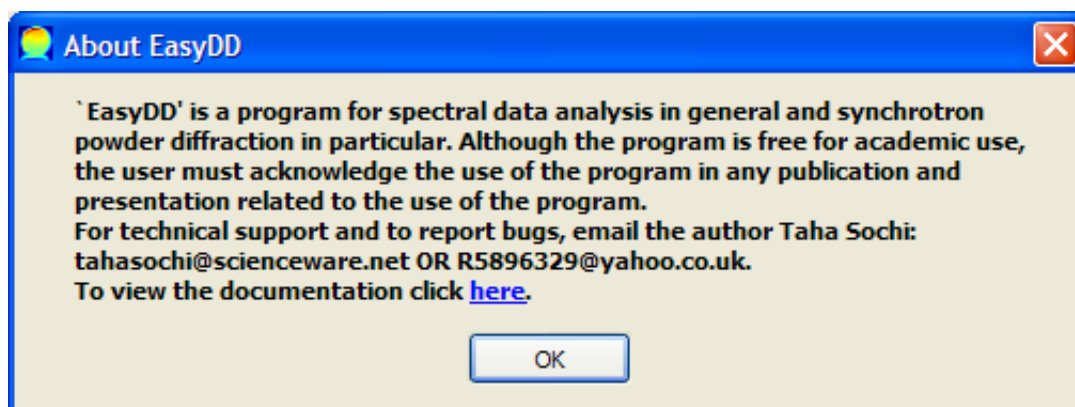 About EasyDD
`EasyDD' is a program for spectral data analysis in general and synchrotron
powder diffraction in particular. Although the program is free for academic use,
the user must acknowledge the use of the program in any publication and
presentation related to the use of the program.
For technical support and to report bugs, email the author Taha Sochi:
tahasochi@scienceware.net OR R5896329@yahoo.co.uk.
To view the documentation click here.
OK